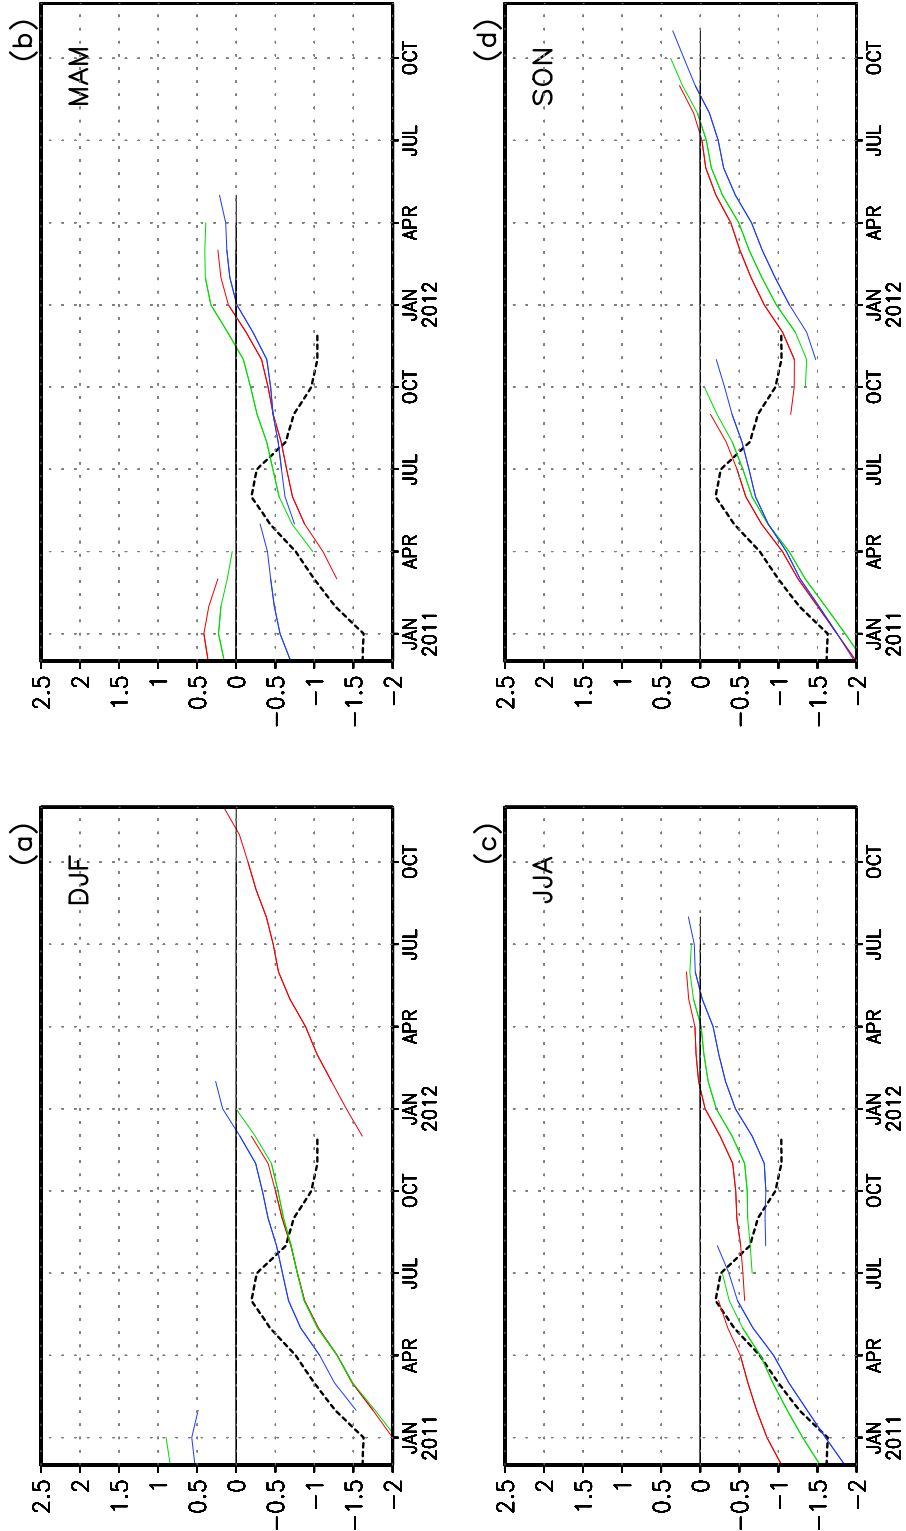 (a)
DJF
2.5
2
1.5
1
0.5
0
−0.5
−1
−1.5
−2
JAN
2011
APR
JUL
OCT
JAN
2012
APR
JUL
OCT
(b)
MAM
2.5
2
1.5
1
0.5
0
−0.5
−1
−1.5
−2
JAN
2011
APR
JUL
OCT
JAN
2012
APR
JUL
OCT
(c)
JJA
2.5
2
1.5
1
0.5
0
−0.5
−1
−1.5
−2
JAN
2011
APR
JUL
OCT
JAN
2012
APR
JUL
OCT
(d)
SON
2.5
2
1.5
1
0.5
0
−0.5
−1
−1.5
−2
JAN
2011
APR
JUL
OCT
JAN
2012
APR
JUL
OCT